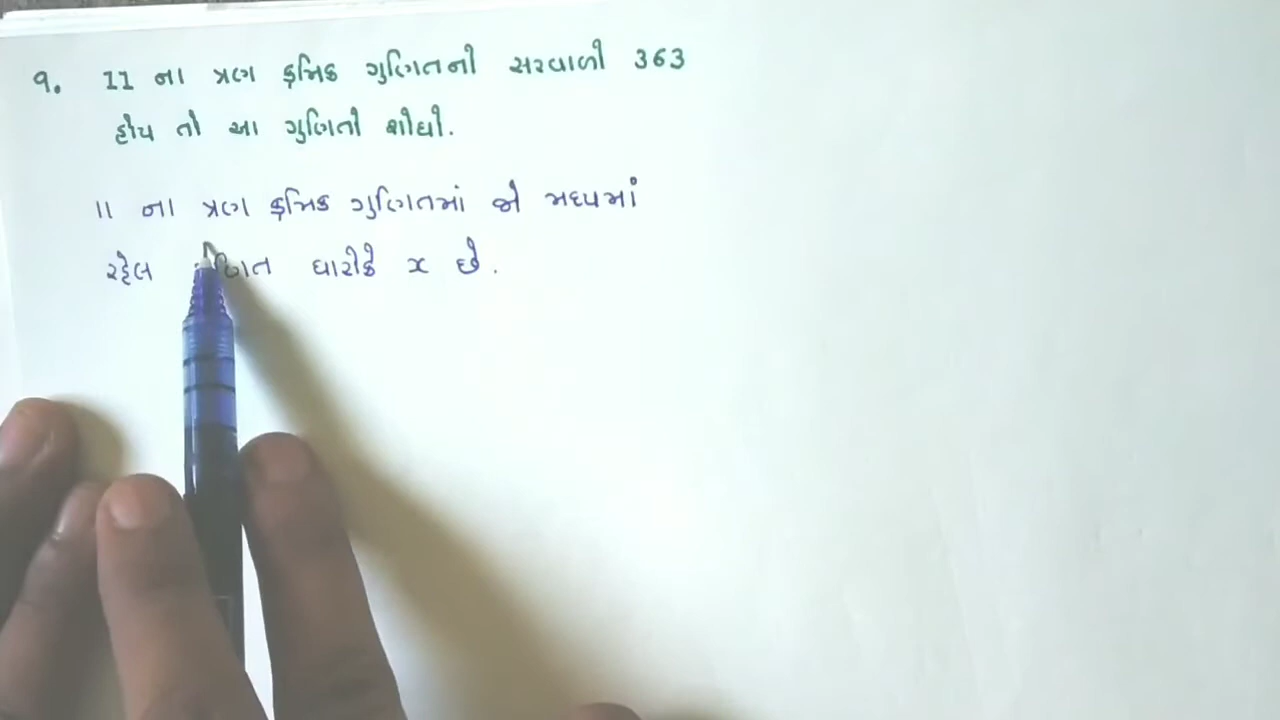 ૧. 11 ના ત્રણ ક્રમિક ગુણિતનો સરવાળો 363
હોય તો આ ગુણિતો શોધો.
11 ના ત્રણ ક્રમિક ગુણિતમાં જે મધ્યમાં
રહેલ ધારોકે x છે.